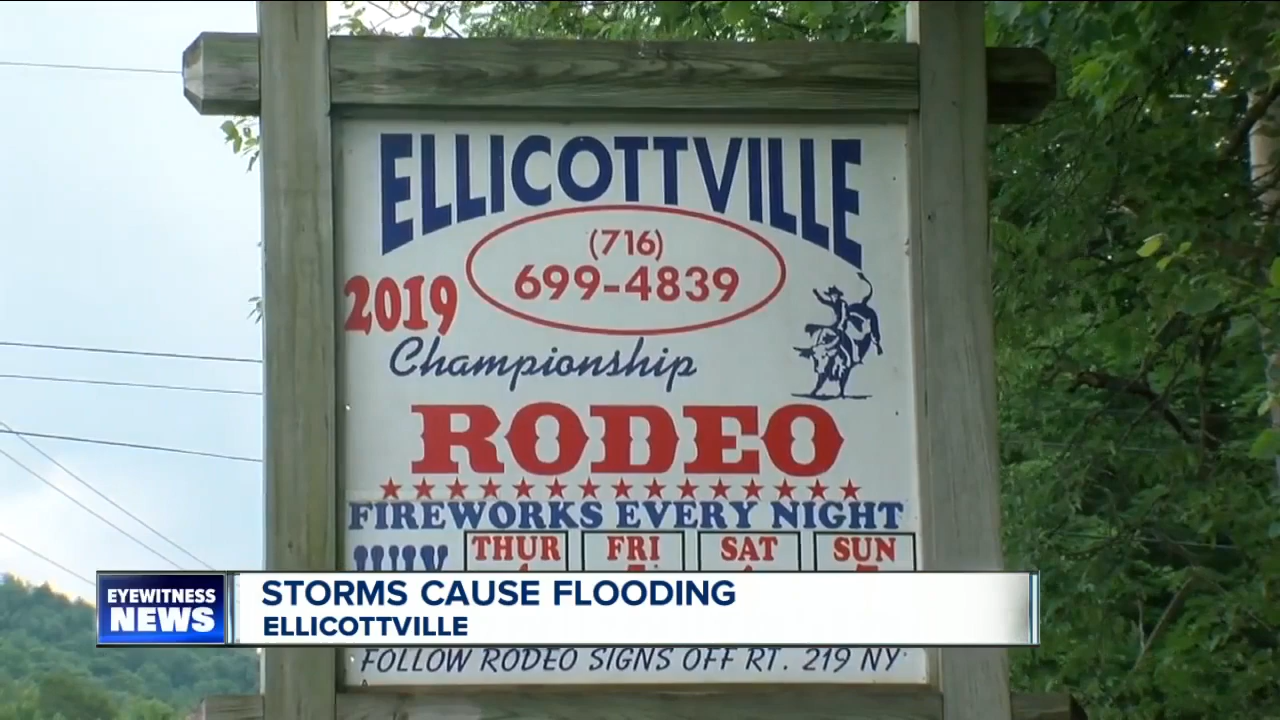 ELLICOTTVILLE
(716)
699-4839
2019
Championship
RODEO
FIREWORKS EVERY NIGHT
JULY THUR FRI SAT SUN
EYEWITNESS NEWS
STORMS CAUSE FLOODING
ELLICOTTVILLE
FOLLOW RODEO SIGNS OFF RT. 219 NY